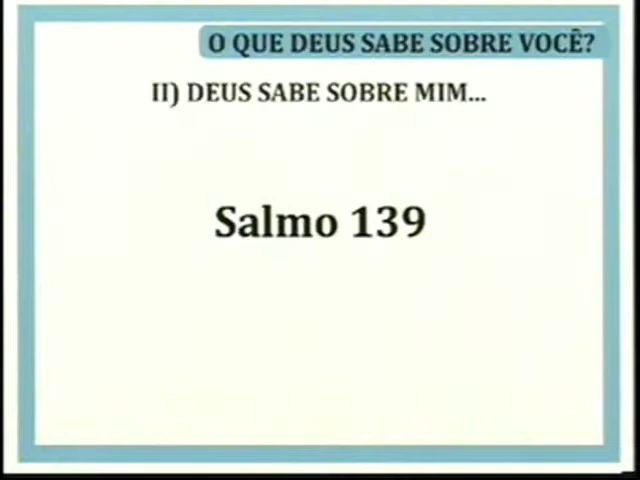 O QUE DEUS SABE SOBRE VOCÊ?
II) DEUS SABE SOBRE MIM...
Salmo 139